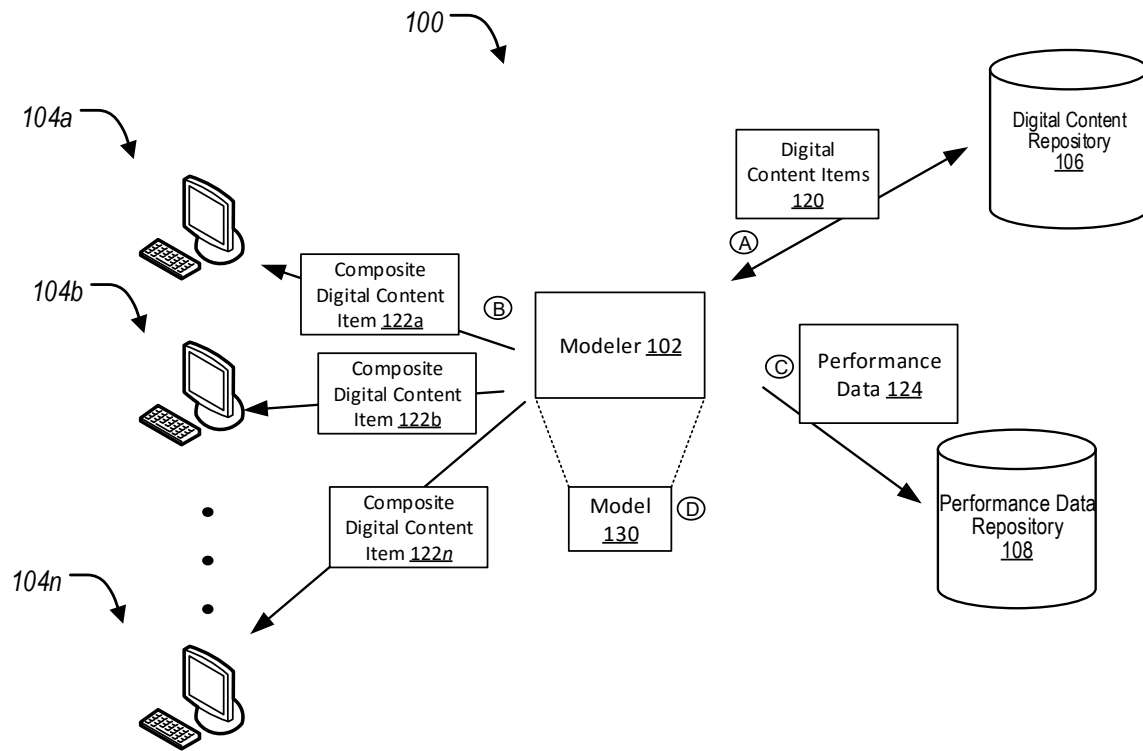 100
104a
Digital Content
Repository
106
Digital
Content Items
120
A
Composite
Digital Content
Item 122a
B
104b
Modeler 102
C
Performance
Data 124
Composite
Digital Content
Item 122b
Composite
Digital Content
Item 122n
Model
130
D
Performance Data
Repository
108
104n